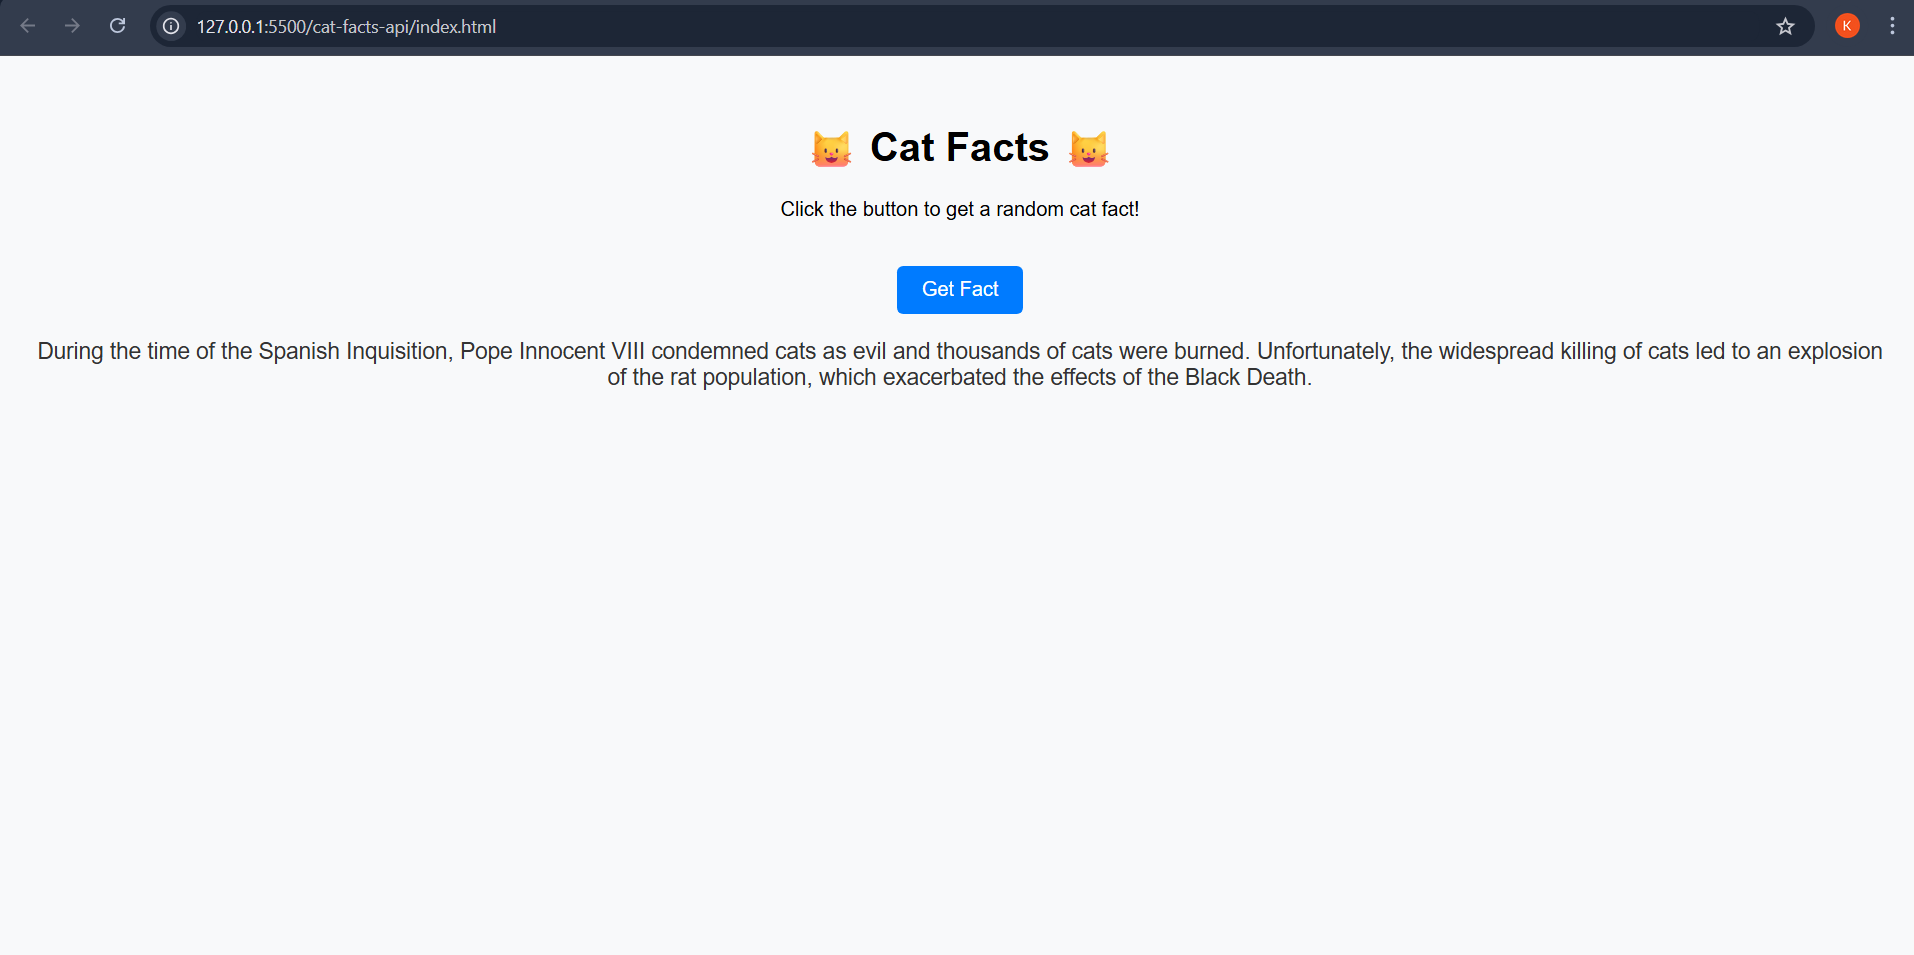 127.0.0.1:5500/cat-facts-api/index.html
K
Cat Facts
Click the button to get a random cat fact!
Get Fact
During the time of the Spanish Inquisition, Pope Innocent VIII condemned cats as evil and thousands of cats were burned. Unfortunately, the widespread killing of cats led to an explosion
of the rat population, which exacerbated the effects of the Black Death.